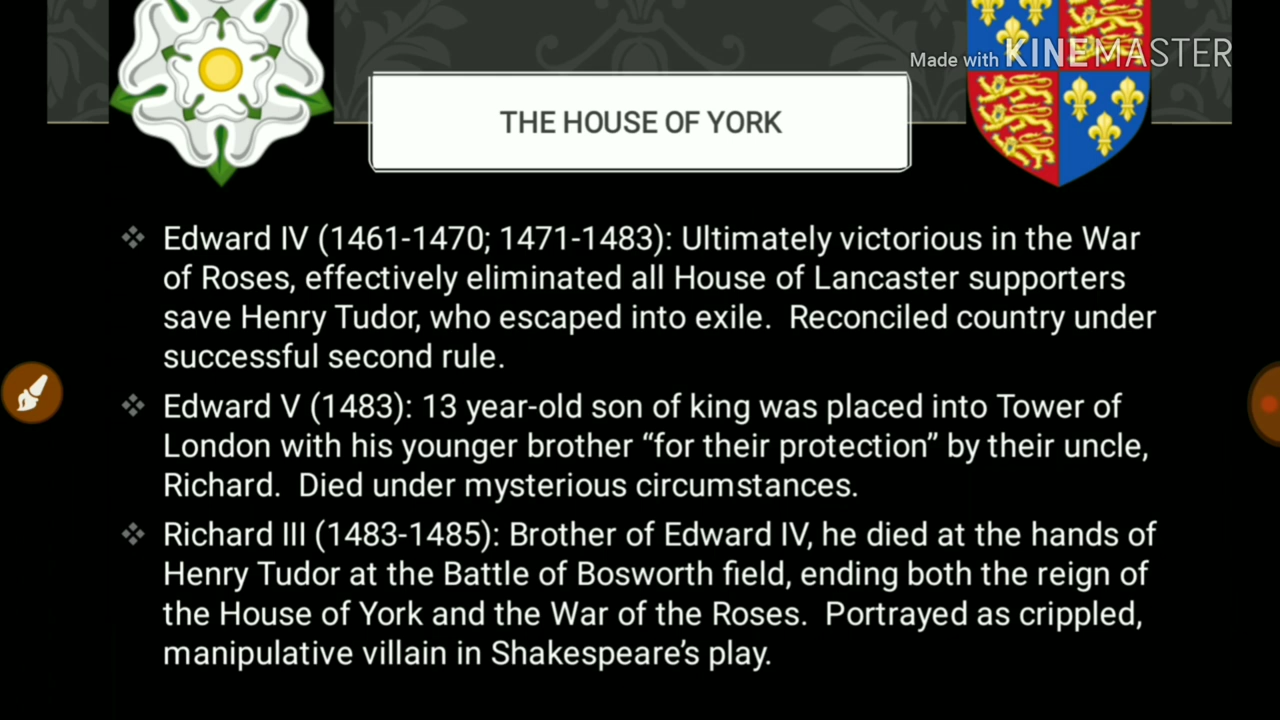 Made with KINEMASTER
THE HOUSE OF YORK
Edward IV (1461-1470; 1471-1483): Ultimately victorious in the War
of Roses, effectively eliminated all House of Lancaster supporters
save Henry Tudor, who escaped into exile.  Reconciled country under
successful second rule.
Edward V (1483): 13 year-old son of king was placed into Tower of
London with his younger brother “for their protection” by their uncle,
Richard.  Died under mysterious circumstances.
Richard III (1483-1485): Brother of Edward IV, he died at the hands of
Henry Tudor at the Battle of Bosworth field, ending both the reign of
the House of York and the War of the Roses.  Portrayed as crippled,
manipulative villain in Shakespeare’s play.